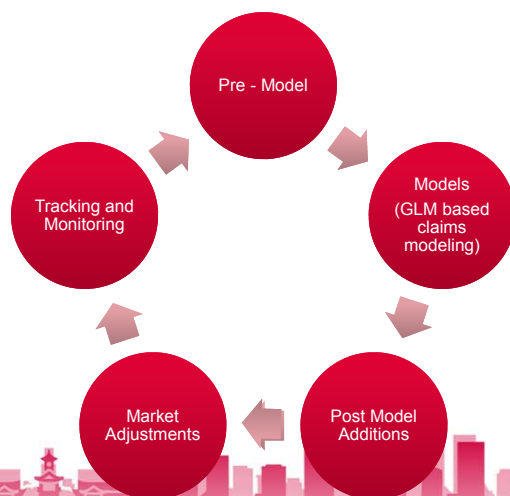 Pre - Model
Models
(GLM based
claims
modeling)
Post Model
Additions
Market
Adjustments
Tracking and
Monitoring